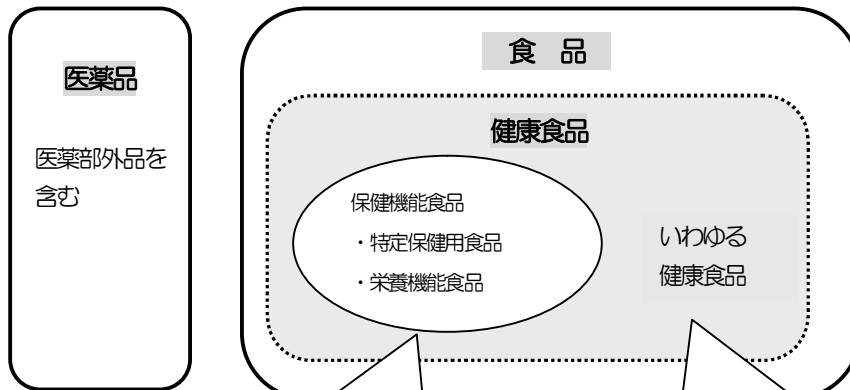 医薬品
医薬部外品を
含む
食 品
健康食品
保健機能食品
・特定保健用食品
・栄養機能食品
いわゆる
健康食品